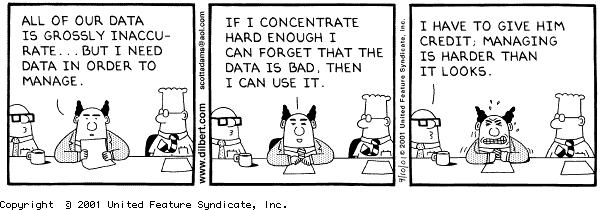 ALL OF OUR DATA
IS GROSSLY INACCU-
RATE...BUT I NEED
DATA IN ORDER TO
MANAGE.
www.dilbert.com scottadams@aol.com
IF I CONCENTRATE
HARD ENOUGH I
CAN FORGET THAT THE
DATA IS BAD, THEN
I CAN USE IT.
© 2001 United Feature Syndicate, Inc.
I HAVE TO GIVE HIM
CREDIT; MANAGING
IS HARDER THAN
IT LOOKS.
Copyright © 2001 United Feature Syndicate, Inc.